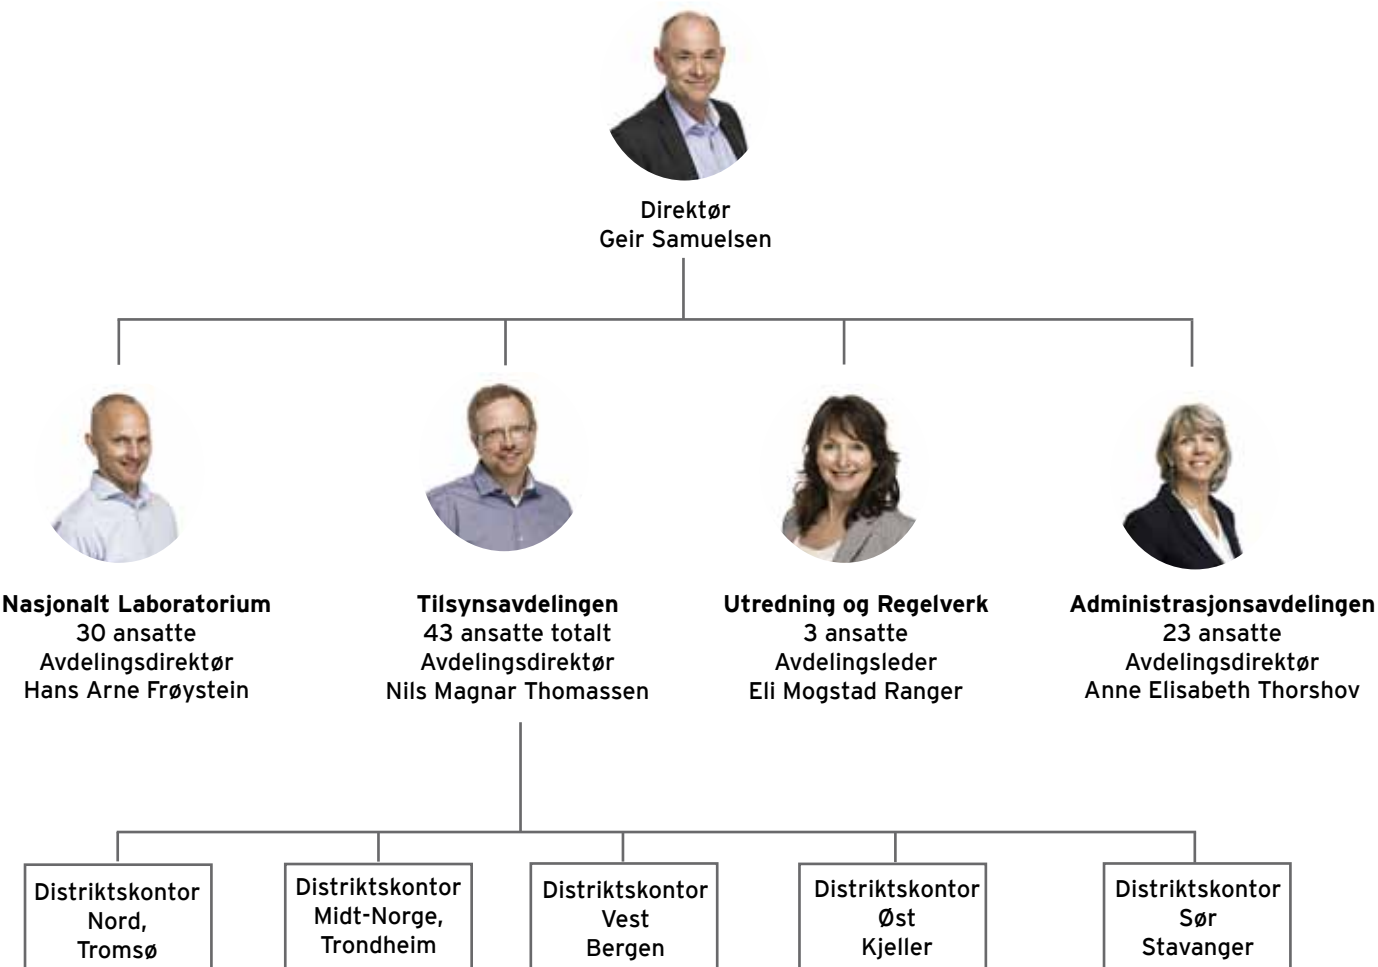 Direktør
Geir Samuelsen
Nasjonalt Laboratorium
30 ansatte
Avdelingsdirektør
Hans Arne Frøystein
Tilsynsavdelingen
43 ansatte totalt
Avdelingsdirektør
Nils Magnar Thomassen
Utredning og Regelverk
3 ansatte
Avdelingsleder
Eli Mogstad Ranger
Administrasjonsavdelingen
23 ansatte
Avdelingsdirektør
Anne Elisabeth Thorshov
Distriktskontor
Nord,
Tromsø
Distriktskontor
Midt-Norge,
Trondheim
Distriktskontor
Vest
Bergen
Distriktskontor
Øst
Kjeller
Distriktskontor
Sør
Stavanger